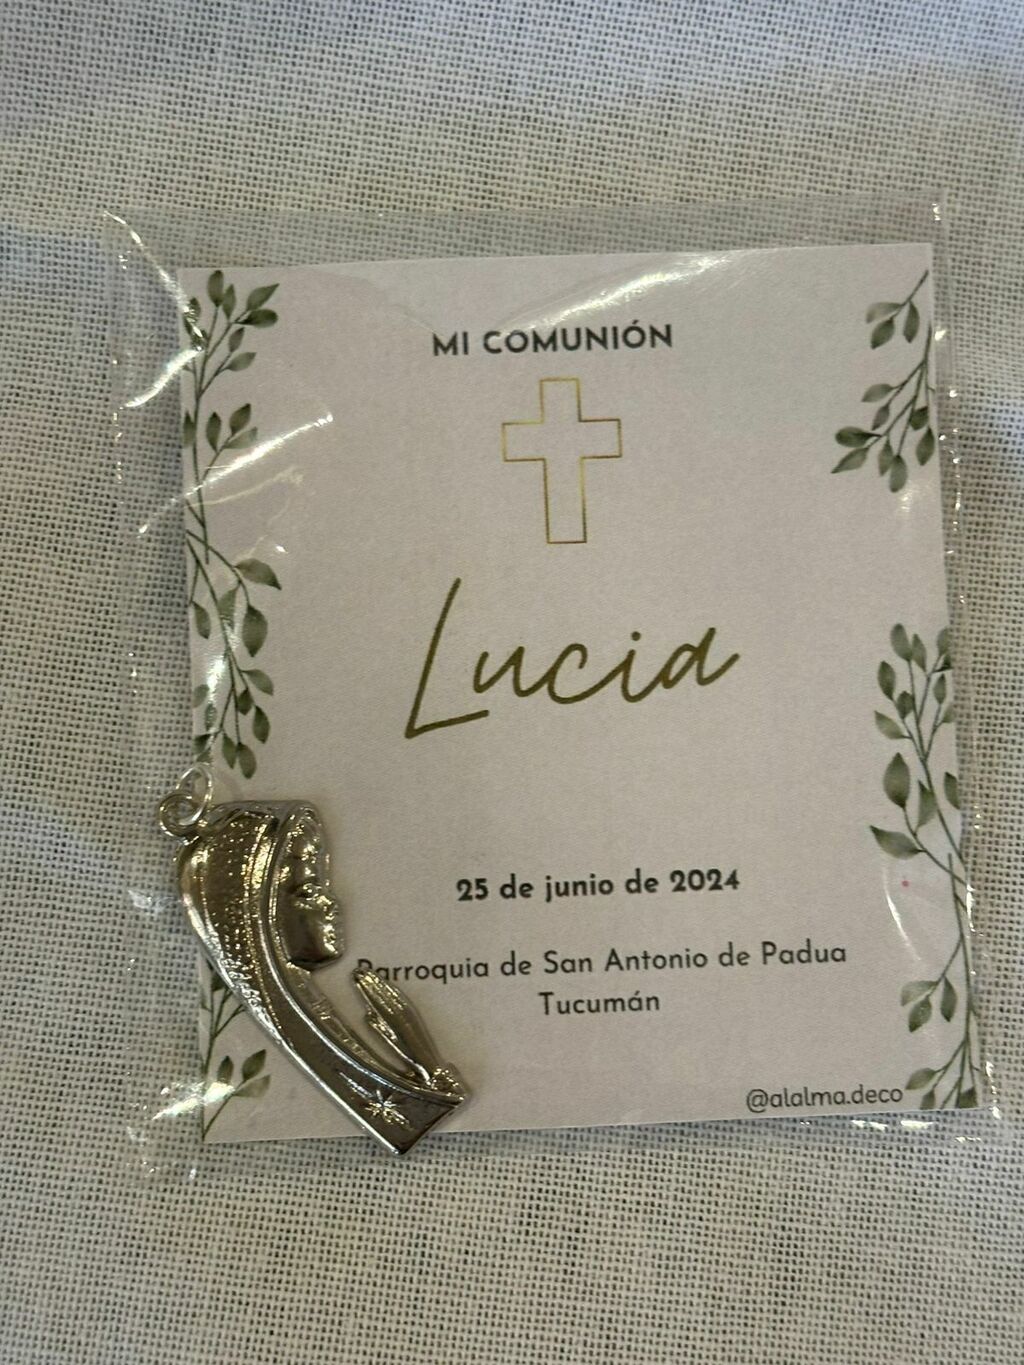 MI COMUNIÓN
Lucia
25 de junio de 2024
Parroquia de San Antonio de Padua
Tucumán
@alalma.deco